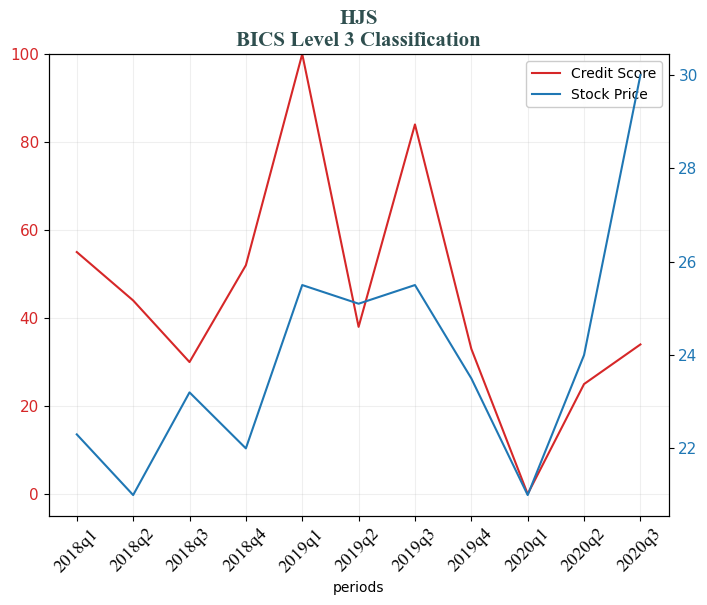 HJS
BICS Level 3 Classification
100
80
60
40
20
0
Credit Score
Stock Price
30
28
26
24
22
2018q1
2018q2
2018q3
2018q4
2019q1
2019q2
2019q3
2019q4
2020q1
2020q2
2020q3
periods